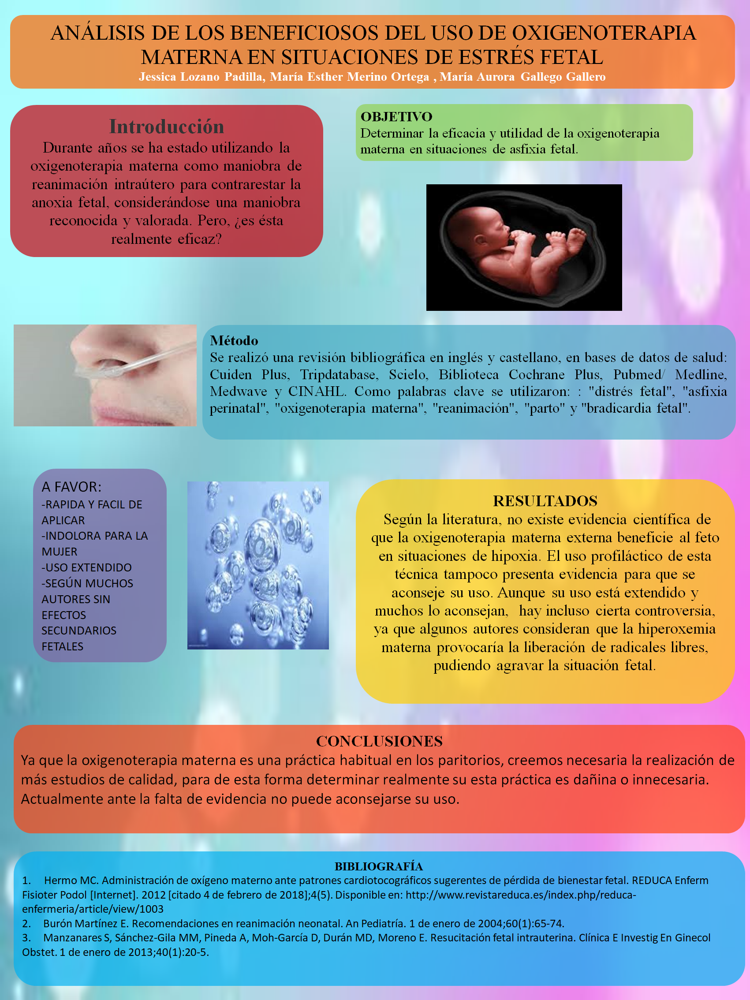 ANÁLISIS DE LOS BENEFICIOSOS DEL USO DE OXIGENOTERAPIA
MATERNA EN SITUACIONES DE ESTRÉS FETAL
Jessica Lozano Padilla, María Esther Merino Ortega , María Aurora Gallego Gallero
Introducción
Durante años se ha estado utilizando la
oxigenoterapia materna como maniobra de
reanimación intraútero para contrarestar la
anoxia fetal, considerándose una maniobra
reconocida y valorada. Pero, ¿es ésta
realmente eficaz?
OBJETIVO
Determinar la eficacia y utilidad de la oxigenoterapia
materna en situaciones de asfixia fetal.
Método
Se realizó una revisión bibliográfica en inglés y castellano, en bases de datos de salud:
Cuiden Plus, Tripdatabase, Scielo, Biblioteca Cochrane Plus, Pubmed/ Medline,
Medwave y CINAHL. Como palabras clave se utilizaron: : "distrés fetal", "asfixia
perinatal", "oxigenoterapia materna", "reanimación", "parto" y "bradicardia fetal".
A FAVOR:
-RAPIDA Y FACIL DE
APLICAR
-INDOLORA PARA LA
MUJER
-USO EXTENDIDO
-SEGÚN MUCHOS
AUTORES SIN
EFECTOS
SECUNDARIOS
FETALES
O2
RESULTADOS
Según la literatura, no existe evidencia científica de
que la oxigenoterapia materna externa beneficie al feto
en situaciones de hipoxia. El uso profiláctico de esta
técnica tampoco presenta evidencia para que se
aconseje su uso. Aunque su uso está extendido y
muchos lo aconsejan, hay incluso cierta controversia,
ya que algunos autores consideran que la hiperoxemia
materna provocaría la liberación de radicales libres,
pudiendo agravar la situación fetal.
CONCLUSIONES
Ya que la oxigenoterapia materna es una práctica habitual en los paritorios, creemos necesaria la realización de
más estudios de calidad, para de esta forma determinar realmente su esta práctica es dañina o innecesaria.
Actualmente ante la falta de evidencia no puede aconsejarse su uso.
BIBLIOGRAFÍA
1. Hermo MC. Administración de oxígeno materno ante patrones cardiotocográficos sugerentes de pérdida de bienestar fetal. REDUCA Enferm
Fisioter Podol [Internet]. 2012 [citado 4 de febrero de 2018];4(5). Disponible en: http://www.revistareduca.es/index.php/reduca-
enfermeria/article/view/1003
2. Burón Martínez E. Recomendaciones en reanimación neonatal. An Pediatría. 1 de enero de 2004;60(1):65-74.
3. Manzanares S, Sánchez-Gila MM, Pineda A, Moh-García D, Durán MD, Moreno E. Resucitación fetal intrauterina. Clínica E Investig En Ginecol
Obstet. 1 de enero de 2013;40(1):20-5.